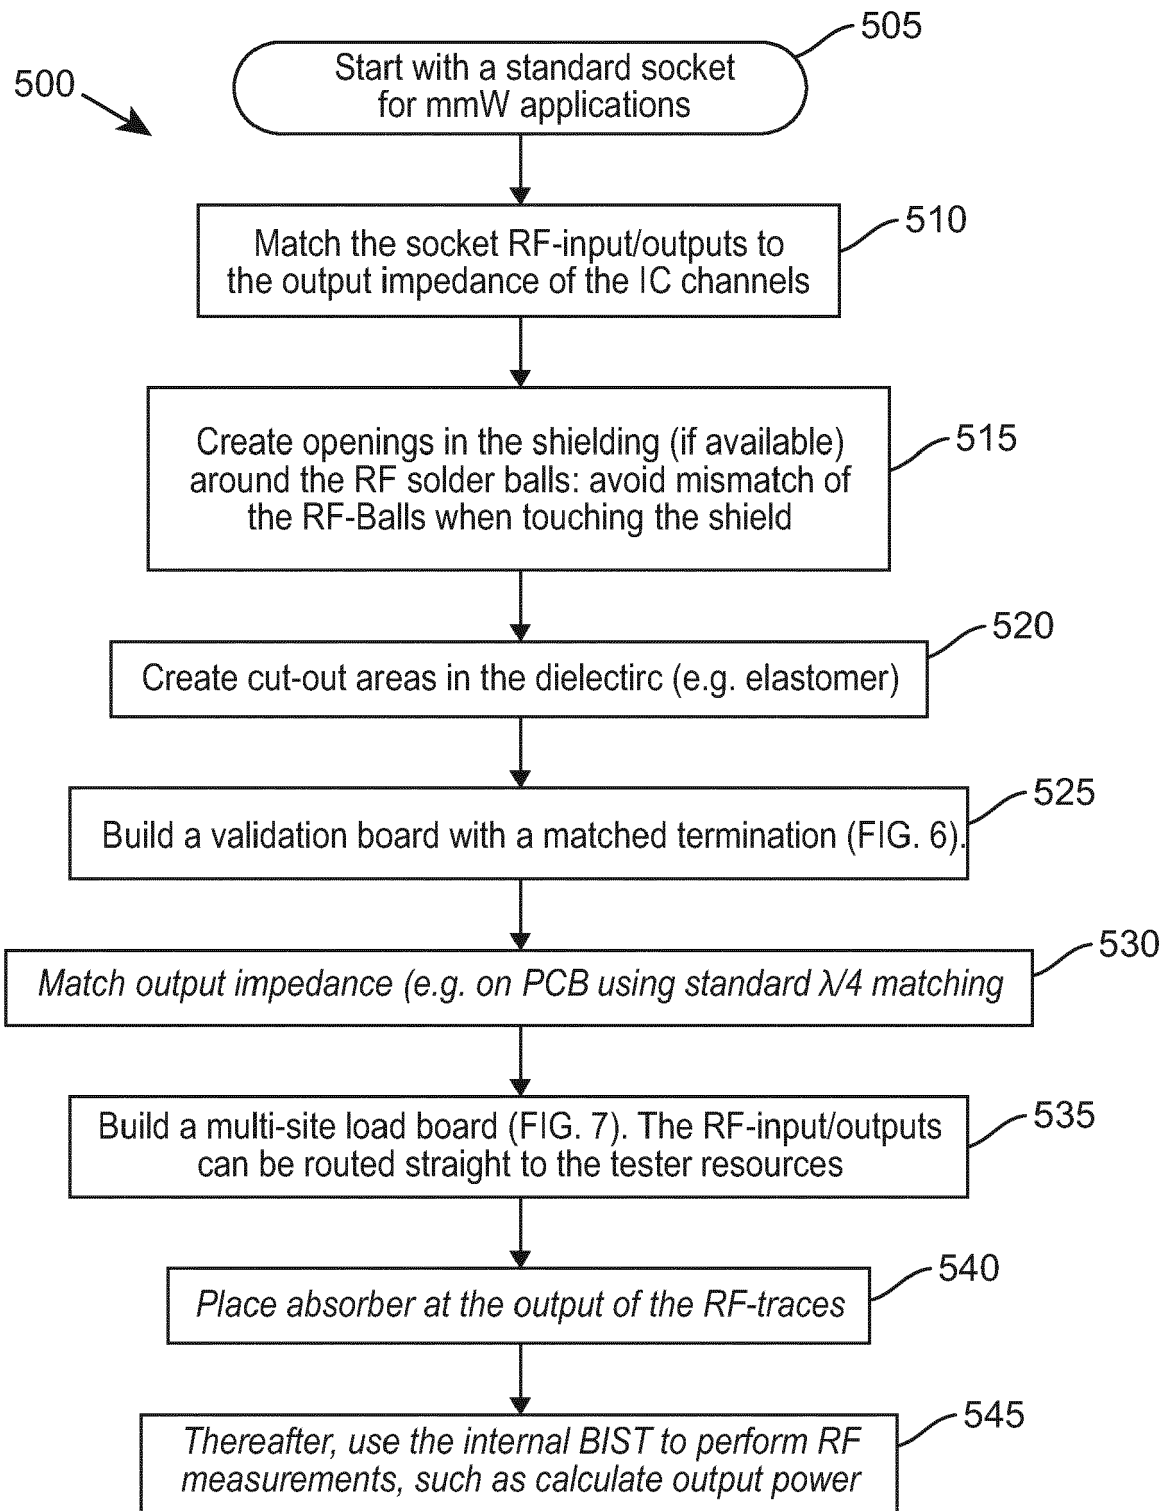 505
Start with a standard socket
for mmW applications
500
510
Match the socket RF-input/outputs to
the output impedance of the IC channels
515
Create openings in the shielding (if available)
around the RF solder balls: avoid mismatch of
the RF-Balls when touching the shield
520
Create cut-out areas in the dielectirc (e.g. elastomer)
525
Build a validation board with a matched termination (FIG. 6).
530
Match output impedance (e.g. on PCB using standard λ/4 matching
535
Build a multi-site load board (FIG. 7). The RF-input/outputs
can be routed straight to the tester resources
540
Place absorber at the output of the RF-traces
545
Thereafter, use the internal BIST to perform RF
measurements, such as calculate output power